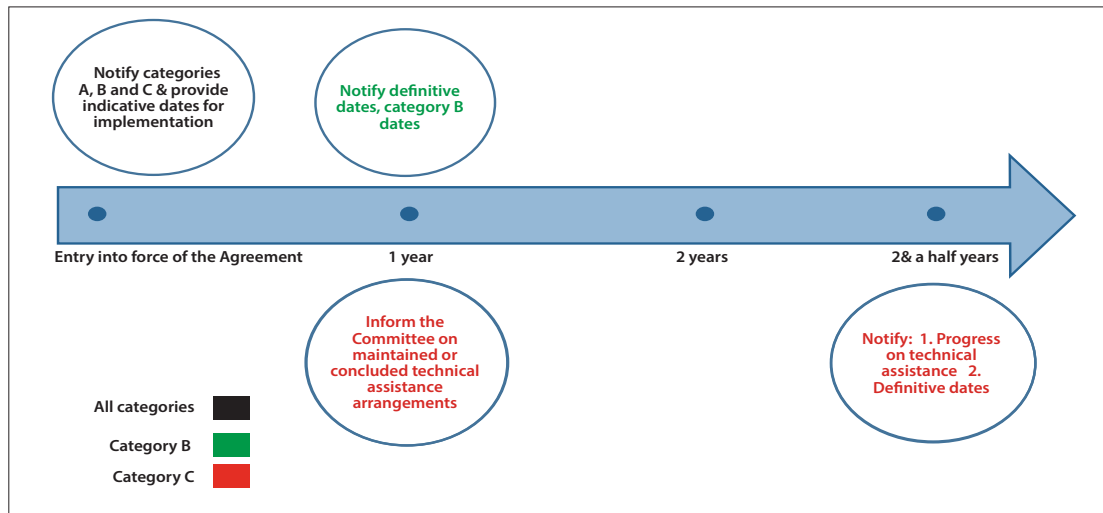 Notify categories
A, B and C & provide
indicative dates for
implementation
Notify definitive
dates, category B
dates
Entry into force of the Agreement
1 year
2 years
2& a half years
Inform the
Committee on
maintained or
concluded technical
assistance
arrangements
Notify: 1. Progress
on technical
assistance 2.
Definitive dates
All categories
Category B
Category C